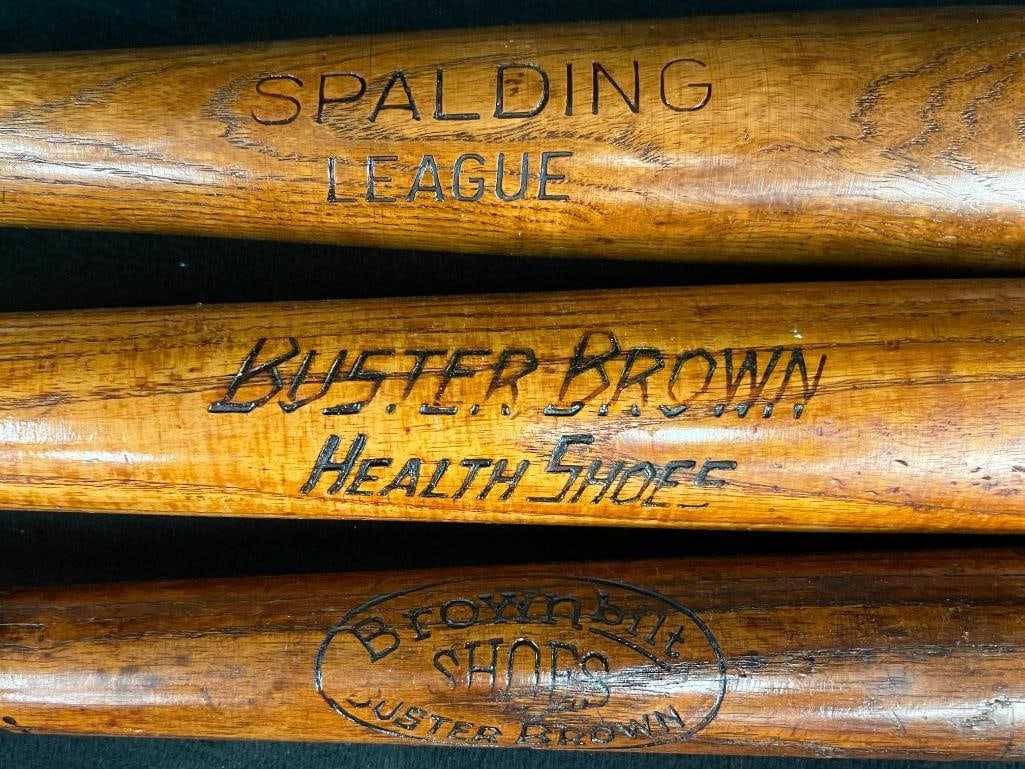 SPALDING
LEAGUE
BUSTER BROWN
HEALTH SHOES
Brownbilt
SHOES
BUSTER BROWN